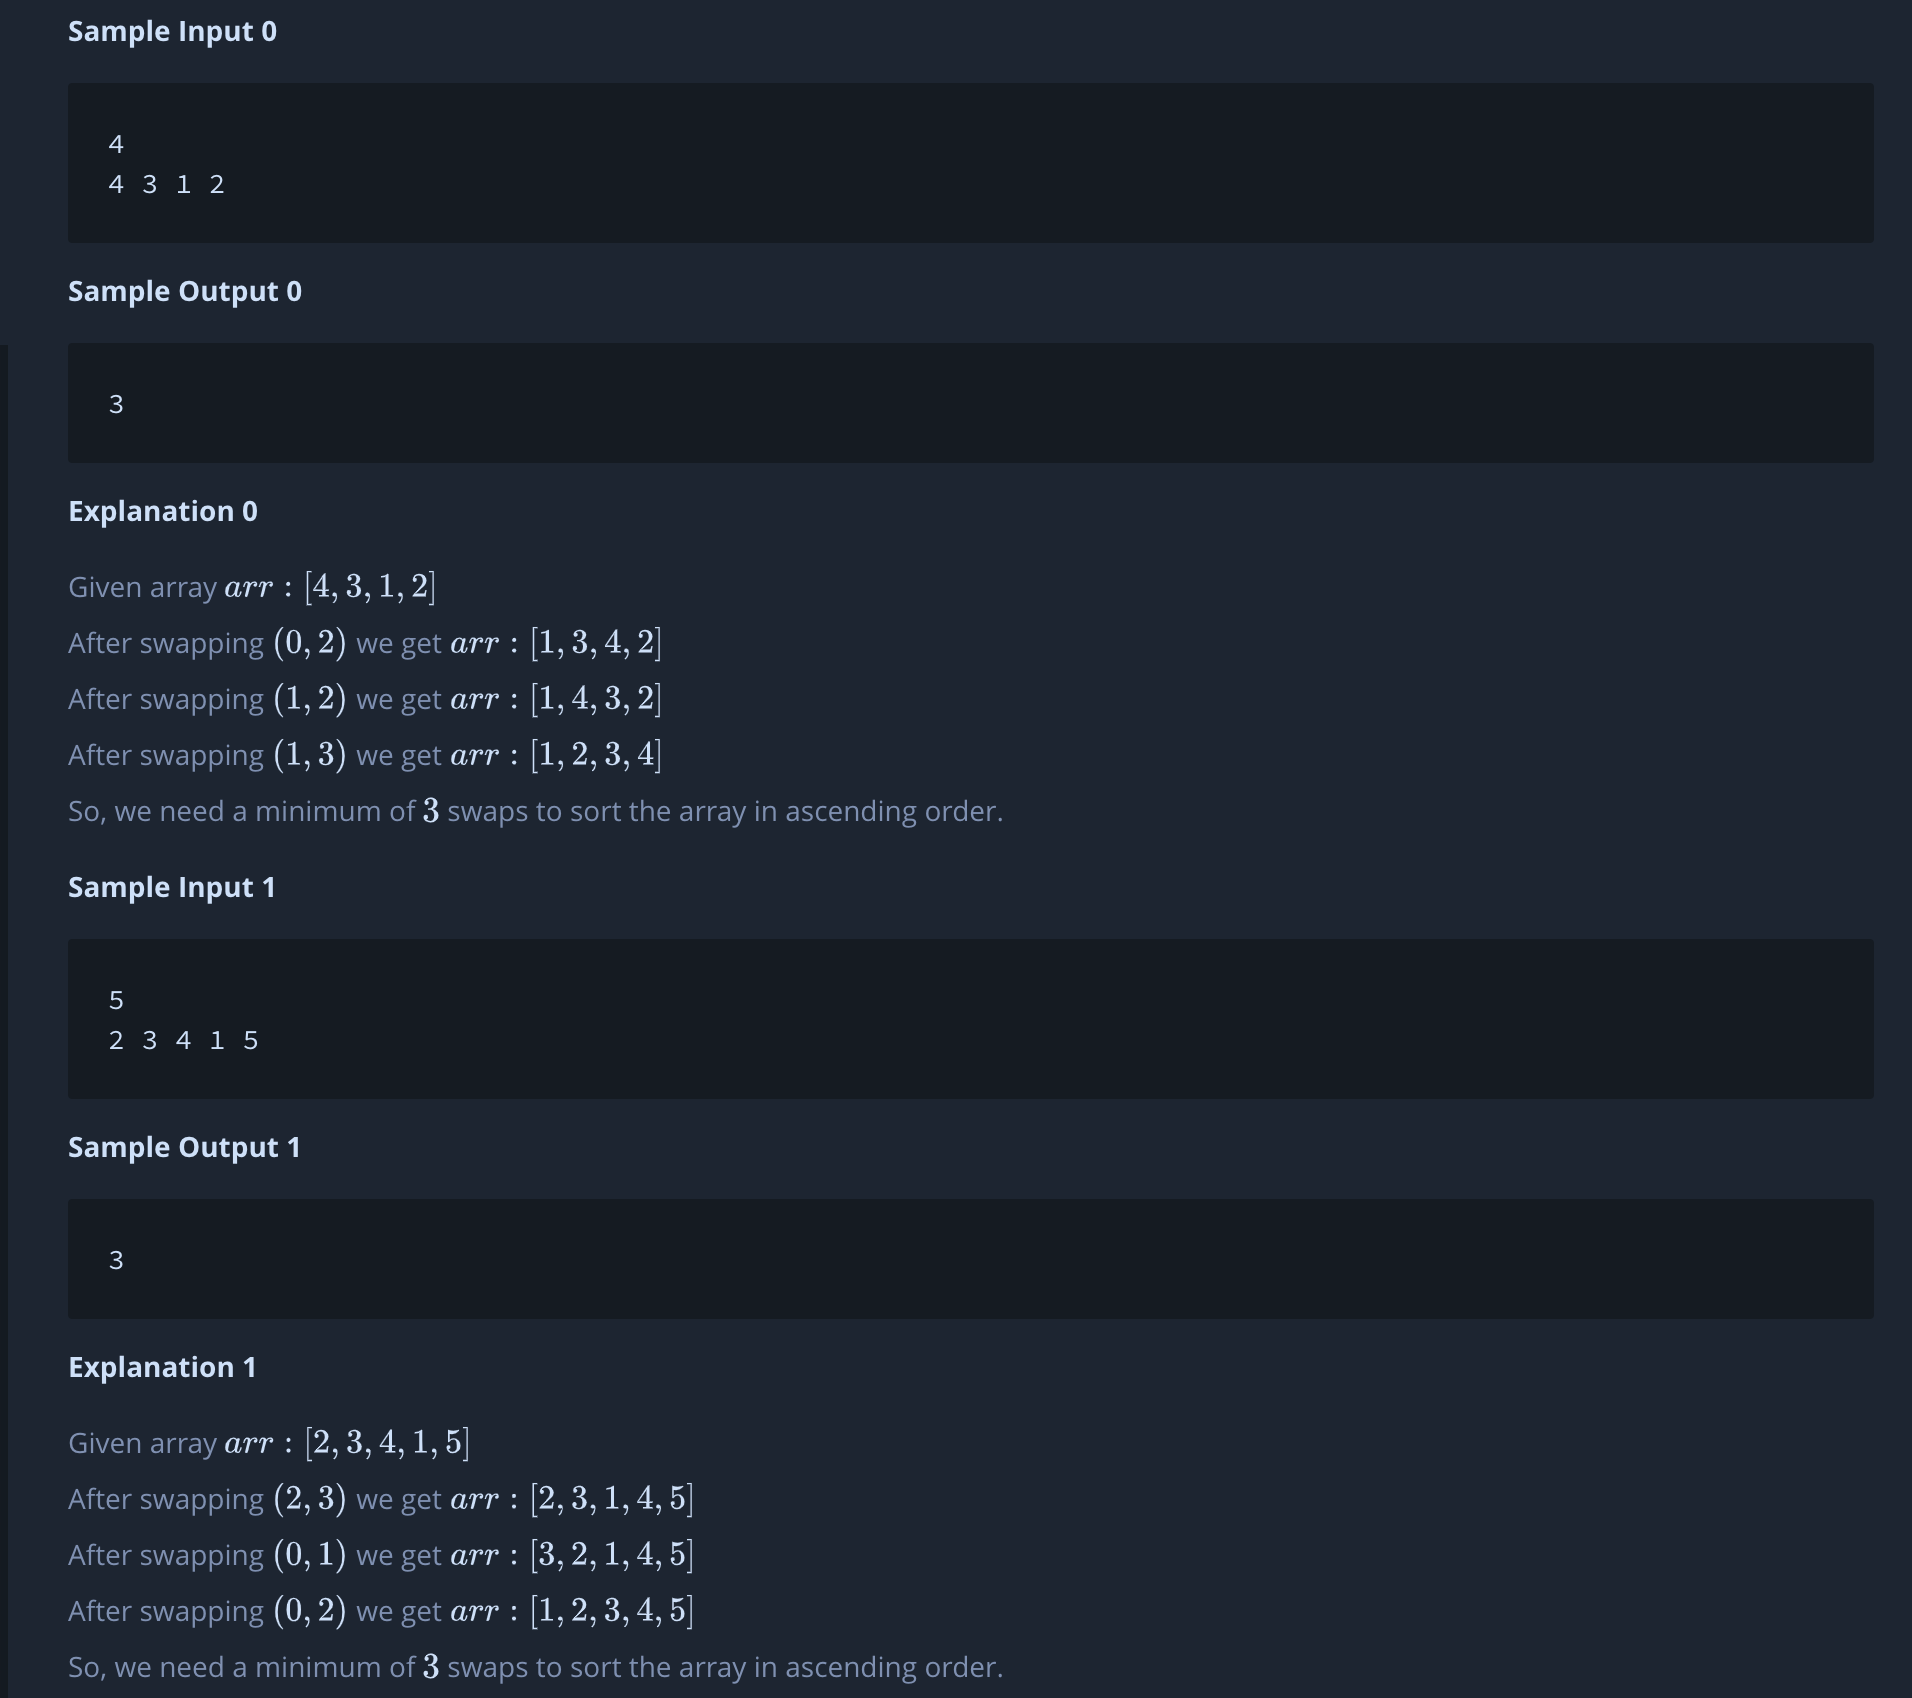 Sample Input 0
4
4 3 1 2
Sample Output 0
3
Explanation 0
Given array arr : [4, 3, 1, 2]
After swapping (0, 2) we get arr : [1, 3, 4, 2]
After swapping (1, 2) we get arr : [1, 4, 3, 2]
After swapping (1, 3) we get arr : [1, 2, 3, 4]
So, we need a minimum of 3 swaps to sort the array in ascending order.
Sample Input 1
5
2 3 4 1 5
Sample Output 1
3
Explanation 1
Given array arr : [2, 3, 4, 1, 5]
After swapping (2, 3) we get arr : [2, 3, 1, 4, 5]
After swapping (0, 1) we get arr : [3, 2, 1, 4, 5]
After swapping (0, 2) we get arr : [1, 2, 3, 4, 5]
So, we need a minimum of 3 swaps to sort the array in ascending order.